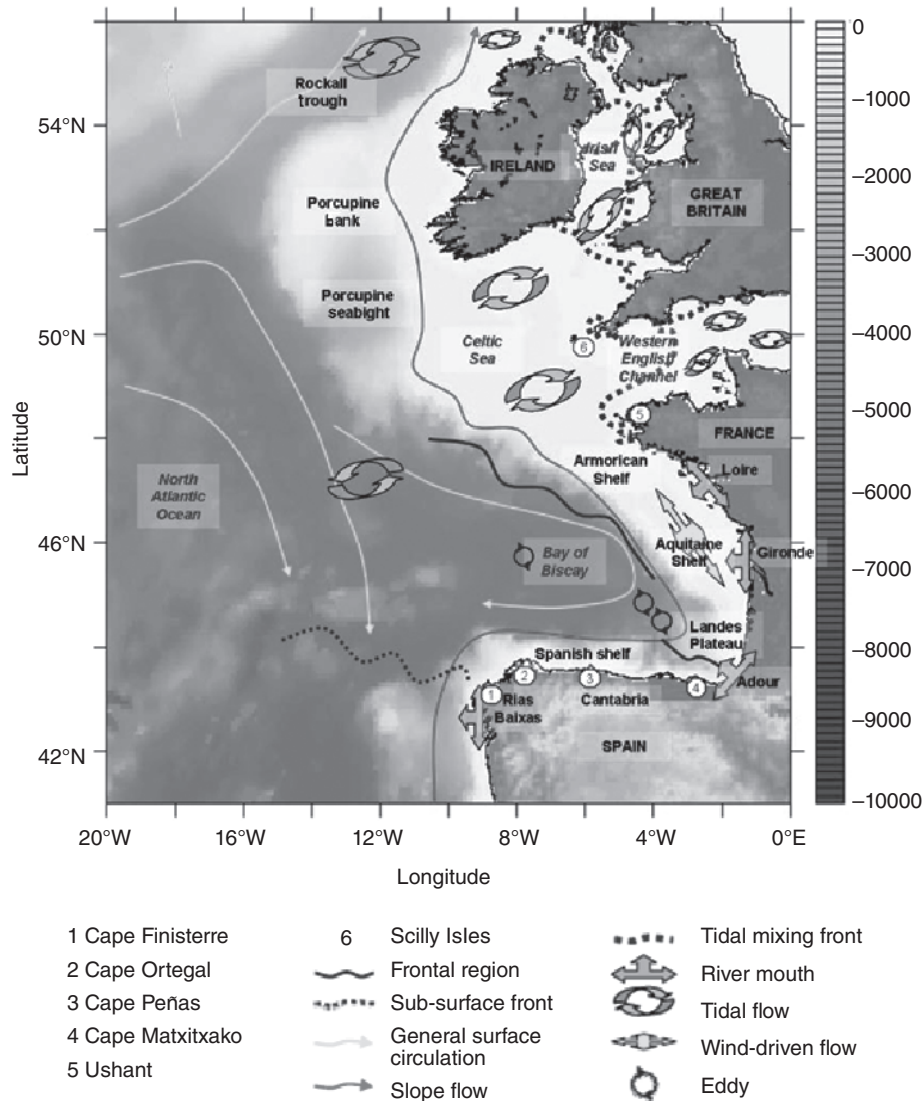 Rockall
trough
54°N
Irish
Sea
IRELAND
GREAT
BRITAIN
Porcupine
bank
Porcupine
seabight
50°N
Celtic
Sea
6
Western
English
Channel
5
FRANCE
Latitude
Armorican
Shelf
Loire
North
Atlantic
Ocean
46°N
Bay of
Biscay
Aquitaine
Shelf
Gironde
Landes
Plateau
Spanish shelf
Adour
1
2
3
4
Rias
Baixas
Cantabria
SPAIN
42°N
20°W
16°W
12°W
8°W
4°W
0°E
Longitude
0
–1000
–2000
–3000
–4000
–5000
–6000
–7000
–8000
–9000
–10000
1 Cape Finisterre
2 Cape Ortegal
3 Cape Peñas
4 Cape Matxitxako
5 Ushant
6 Scilly Isles
Frontal region
Sub-surface front
General surface
circulation
Slope flow
Tidal mixing front
River mouth
Tidal flow
Wind-driven flow
Eddy